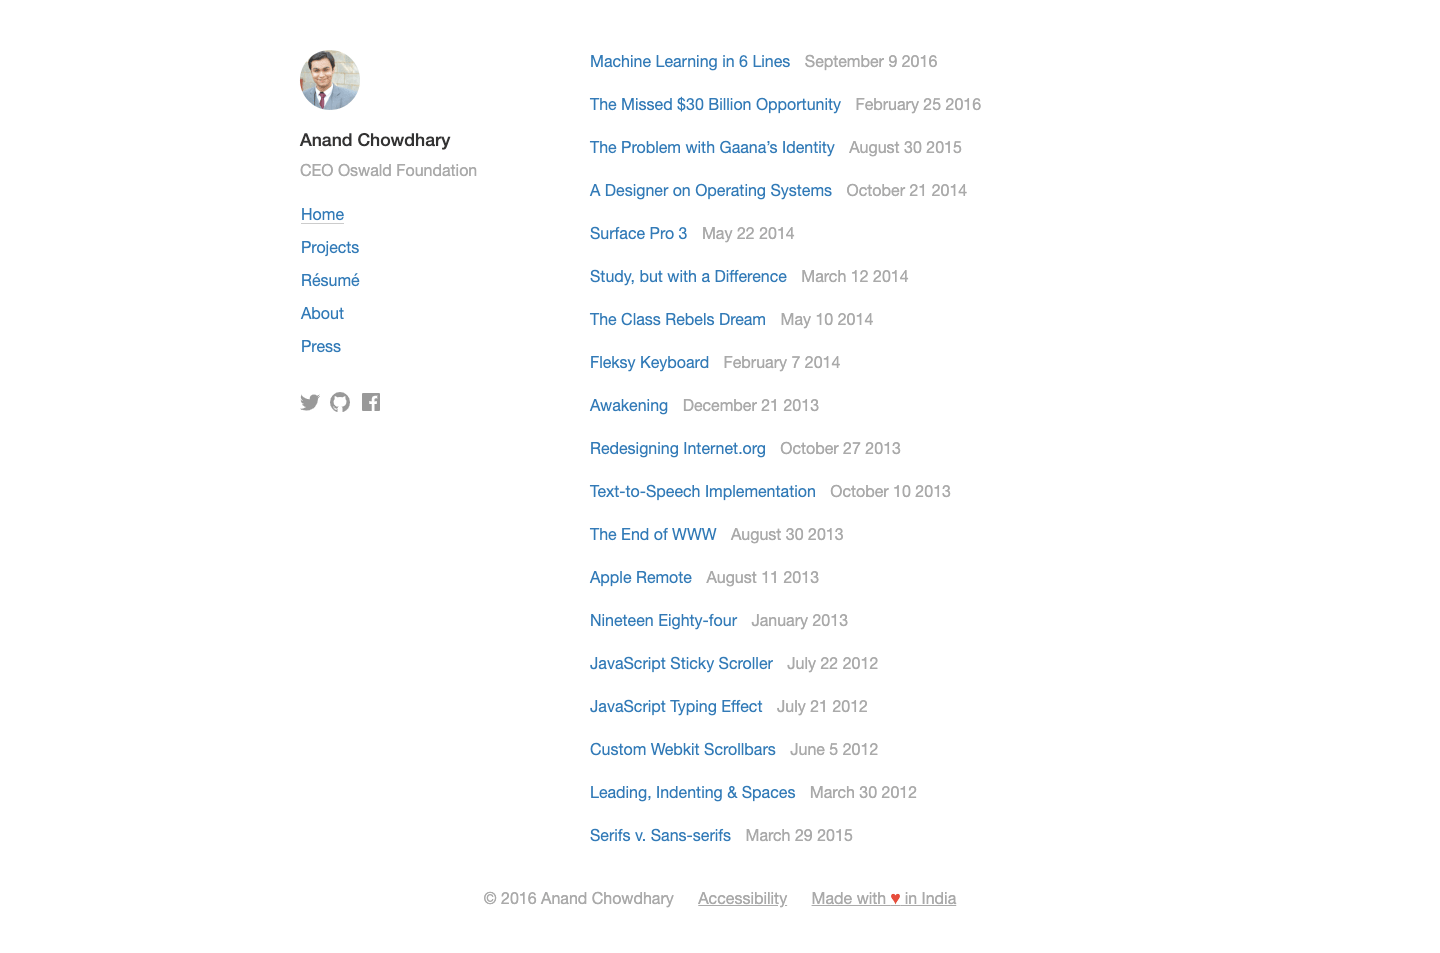 Anand Chowdhary
CEO Oswald Foundation
Home
Projects
Résumé
About
Press
Machine Learning in 6 Lines September 9 2016
The Missed $30 Billion Opportunity February 25 2016
The Problem with Gaana’s Identity August 30 2015
A Designer on Operating Systems October 21 2014
Surface Pro 3 May 22 2014
Study, but with a Difference March 12 2014
The Class Rebels Dream May 10 2014
Fleksy Keyboard February 7 2014
Awakening December 21 2013
Redesigning Internet.org October 27 2013
Text-to-Speech Implementation October 10 2013
The End of WWW August 30 2013
Apple Remote August 11 2013
Nineteen Eighty-four January 2013
JavaScript Sticky Scroller July 22 2012
JavaScript Typing Effect July 21 2012
Custom Webkit Scrollbars June 5 2012
Leading, Indenting & Spaces March 30 2012
Serifs v. Sans-serifs March 29 2015
© 2016 Anand Chowdhary Accessibility Made with ♥ in India